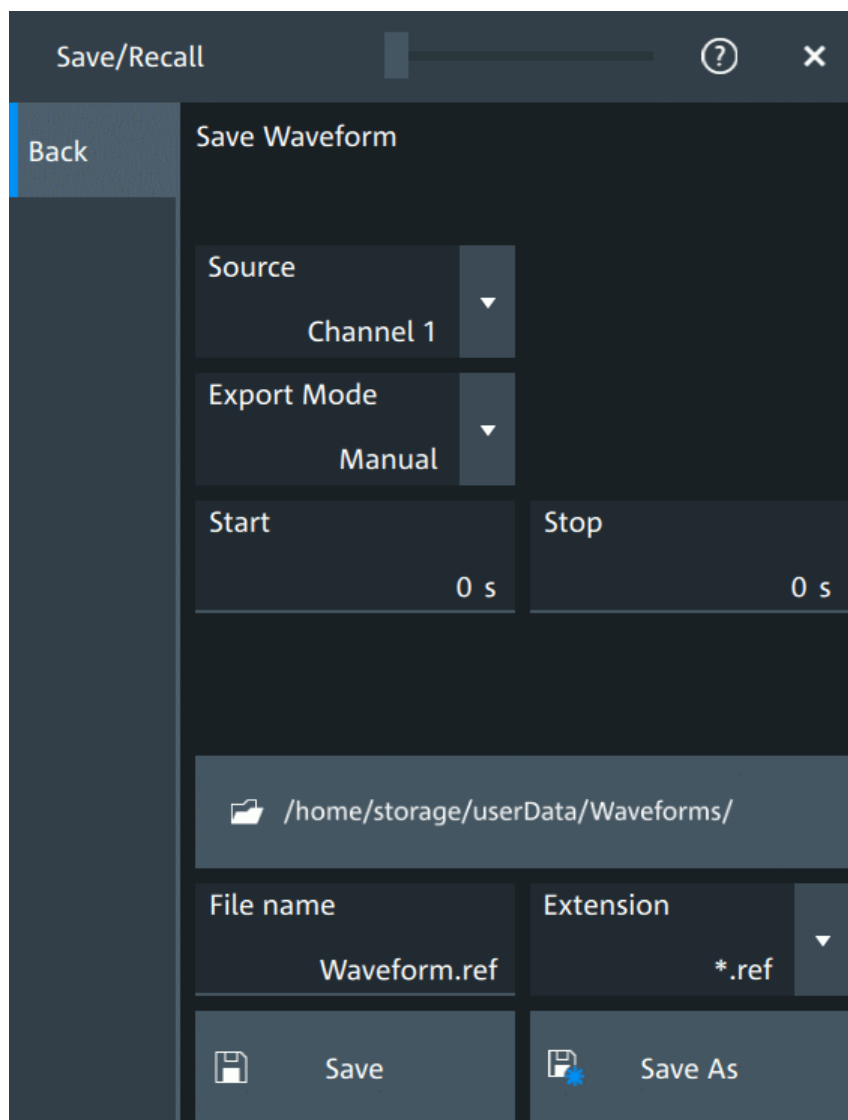 Save/Recall
?
Back
Save Waveform
Source
Channel 1
Export Mode
Manual
Start
0 s
Stop
0 s
/home/storage/userData/Waveforms/
File name
Waveform.ref
Extension
*.ref
Save
Save As